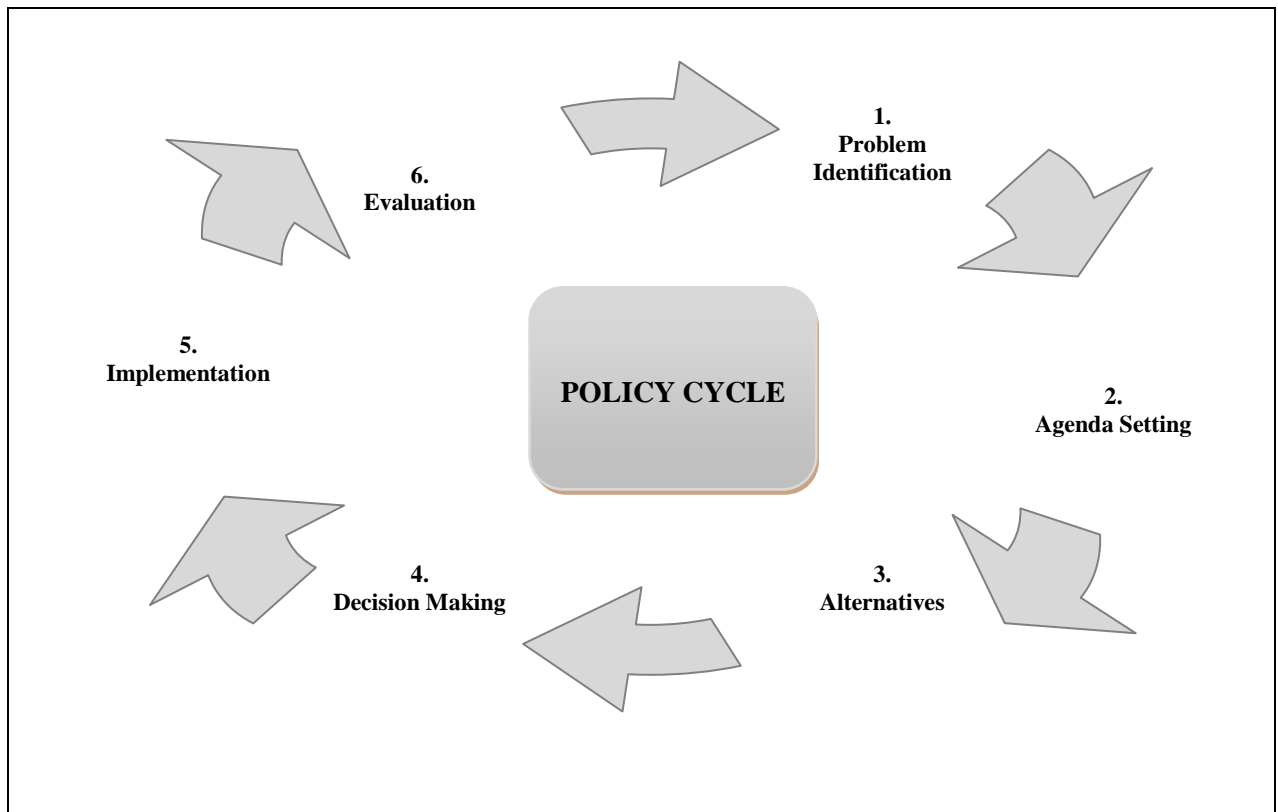 1.
Problem
Identification
2.
Agenda Setting
3.
Alternatives
4.
Decision Making
5.
Implementation
6.
Evaluation
POLICY CYCLE